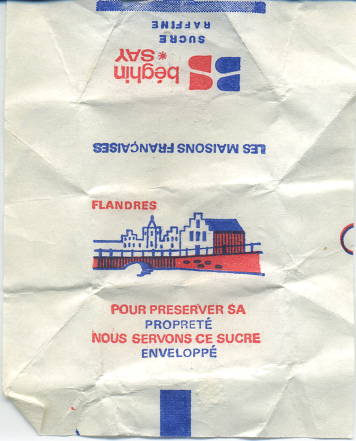 SUCRE
RAFFINE
béghin
SAY
LES MAISONS FRANÇAISES
FLANDRES
POUR PRESERVER SA
PROPRETÉ
NOUS SERVONS CE SUCRE
ENVELOPPÉ